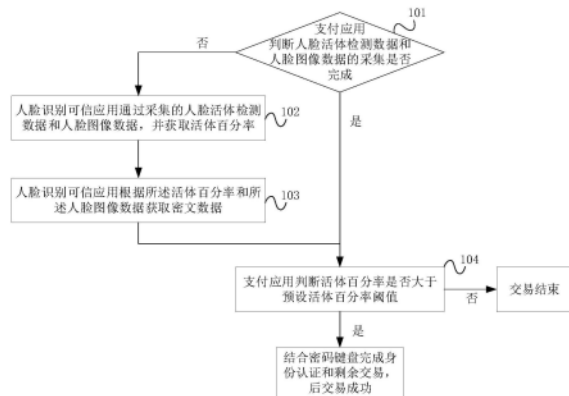 支付应用
判断人脸活体检测数据和
人脸图像数据的采集是否
完成
101
否
是
人脸识别可信应用通过采集的人脸活体检测
数据和人脸图像数据，并获取活体百分率
102
人脸识别可信应用根据所述活体百分率和所
述人脸图像数据获取密文数据
103
支付应用判断活体百分率是否大于
预设活体百分率阈值
104
否
交易结束
是
结合密码键盘完成身
份认证和剩余交易，
后交易成功